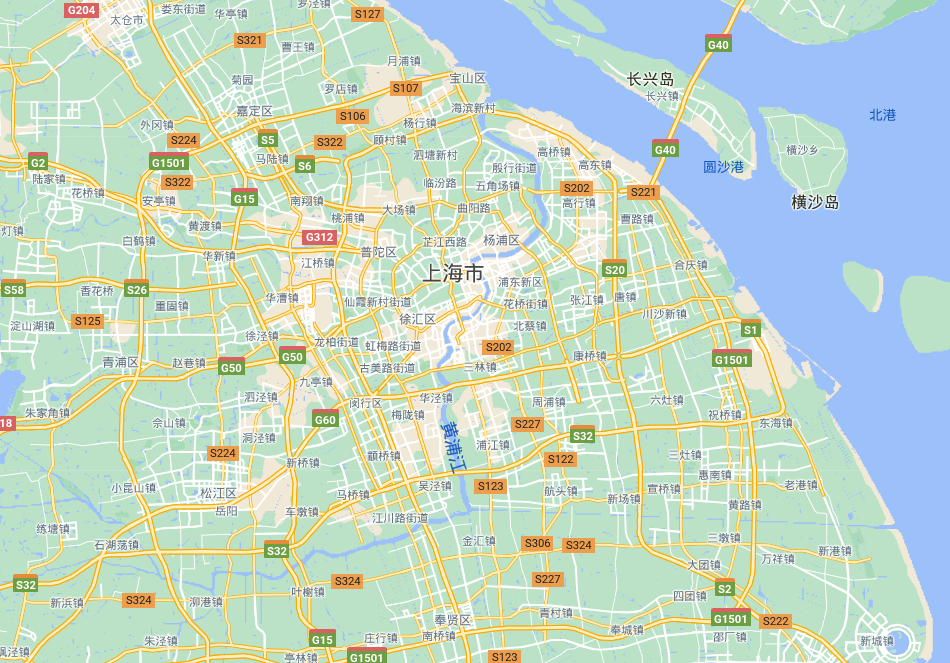 G204
娄东街道
太仓市
华亭镇
罗泾镇
S127
S321
曹王镇
月浦镇
菊园
罗店镇
S107
宝山区
嘉定区
S106
海滨新村
外冈镇
杨行镇
S224
S5
S322
顾村镇
G40
长兴岛
长兴镇
北港
G2
G1501
马陆镇
S6
泗塘新村
高桥镇
G40
横沙乡
陆家镇
S322
殷行街道
高东镇
圆沙港
花桥镇
安亭镇
G15
南翔镇
临汾路
五角场镇
S202
S221
横沙岛
桃浦镇
大场镇
曲阳路
高行镇
曹路镇
灯镇
黄渡镇
G312
白鹤镇
芷江西路
杨浦区
普陀区
华新镇
江桥镇
上海市
S20
合庆镇
S58
香花桥
S26
浦东新区
重固镇
华漕镇
仙霞新村街道
花桥街道
张江镇
唐镇
淀山湖镇
S125
徐汇区
北蔡镇
川沙新镇
徐泾镇
龙柏街道
虹梅路街道
S202
S1
青浦区
赵巷镇
G50
G50
古美路街道
三林镇
康桥镇
G1501
九亭镇
朱家角镇
泗泾镇
闵行区
华泾镇
周浦镇
六灶镇
18
佘山镇
G60
梅陇镇
S227
祝桥镇
东海镇
洞泾镇
黄浦江
S32
S224
新桥镇
颛桥镇
浦江镇
S122
三灶镇
惠南镇
小昆山镇
松江区
马桥镇
吴泾镇
S123
航头镇
宣桥镇
老港镇
岳阳
车墩镇
新场镇
黄路镇
练塘镇
江川路街道
石湖荡镇
S32
金汇镇
S306
S324
三墩镇
新港镇
大团镇
万祥镇
S32
S324
S227
叶榭镇
S2
新浜镇
S324
泖港镇
四团镇
青村镇
奉贤区
G1501
S222
朱泾镇
G15
庄行镇
南桥镇
奉城镇
邵厂镇
新城镇
枫泾镇
亭林镇
G1501
S123